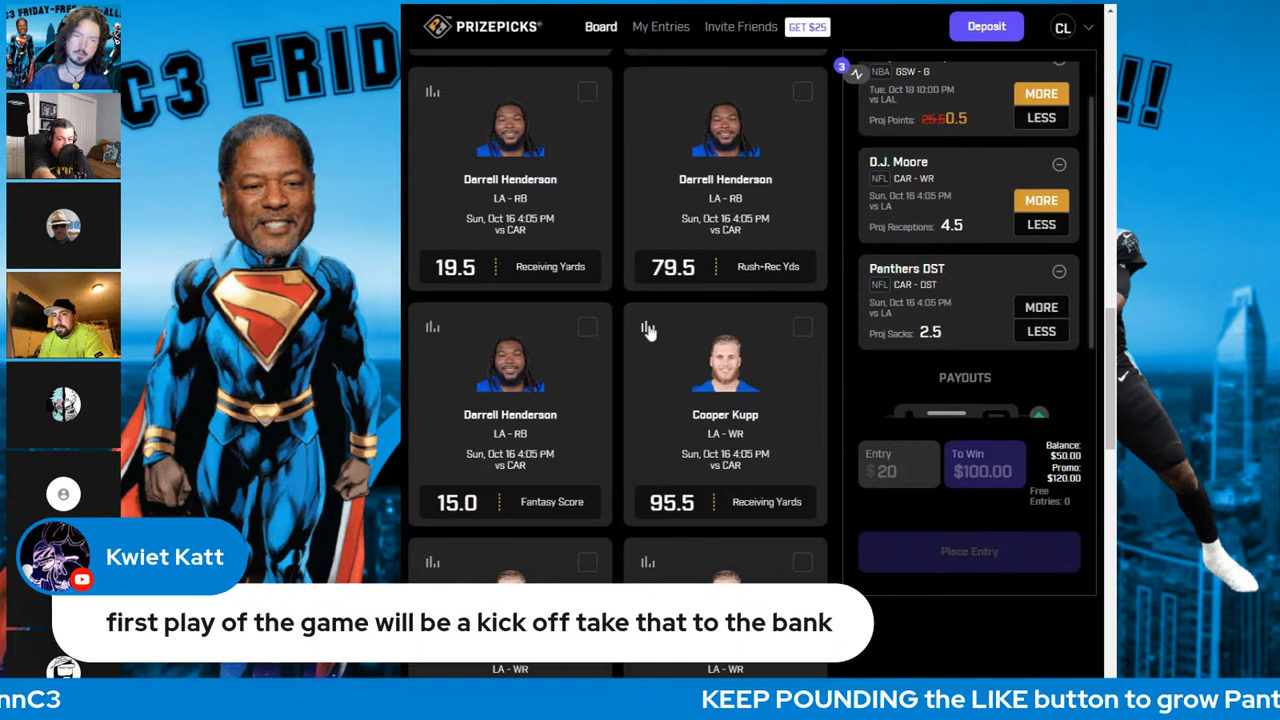 C3 FRIDAY-FREE-FOR-ALL!!
C3 FRID
!!
PRIZEPICKS
Board
My Entries
Invite Friends
GET $25
Deposit
CL
Darrell Henderson
LA - RB
Sun, Oct 16 4:05 PM
vs CAR
19.5
Receiving Yards
Darrell Henderson
LA - RB
Sun, Oct 16 4:05 PM
vs CAR
79.5
Rush+Rec Yds
Darrell Henderson
LA - RB
Sun, Oct 16 4:05 PM
vs CAR
15.0
Fantasy Score
Cooper Kupp
LA - WR
Sun, Oct 16 4:05 PM
vs CAR
95.5
Receiving Yards
LA - WR
LA - WR
3
NBA GSW - G
Tue, Oct 18 10:00 PM
vs LAL
Proj Points: 25.5 0.5
MORE
LESS
D.J. Moore
NFL CAR - WR
Sun, Oct 16 4:05 PM
vs LA
Proj Receptions: 4.5
MORE
LESS
Panthers DST
NFL CAR - DST
Sun, Oct 16 4:05 PM
vs LA
Proj Sacks: 2.5
MORE
LESS
PAYOUTS
Entry
$20
To Win
$100.00
Balance:
$50.00
Promo:
$120.00
Free
Entries: 0
Place Entry
Kwiet Katt
first play of the game will be a kick off take that to the bank
nnC3
KEEP POUNDING the LIKE button to grow Pant